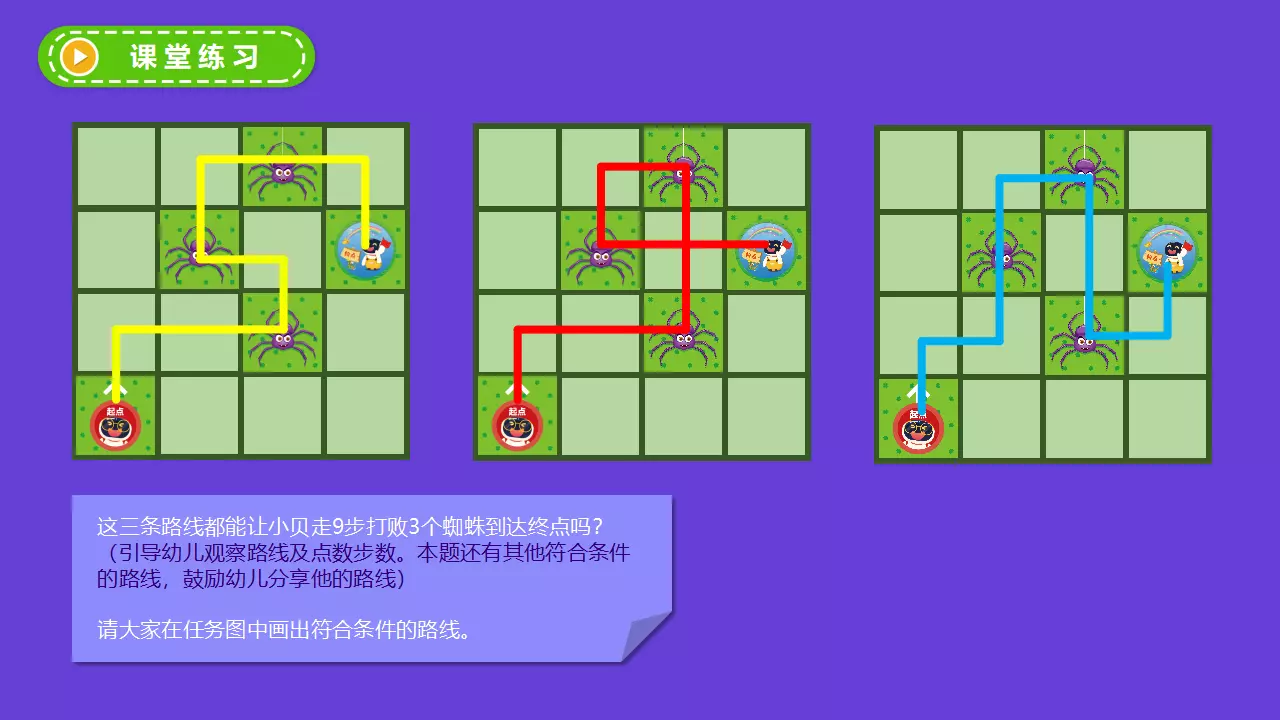 课堂练习
起点
起点
起点
这三条路线都能让小贝走9步打败3个蜘蛛到达终点吗？
（引导幼儿观察路线及点数步数。本题还有其他符合条件
的路线，鼓励幼儿分享他的路线）
请大家在任务图中画出符合条件的路线。